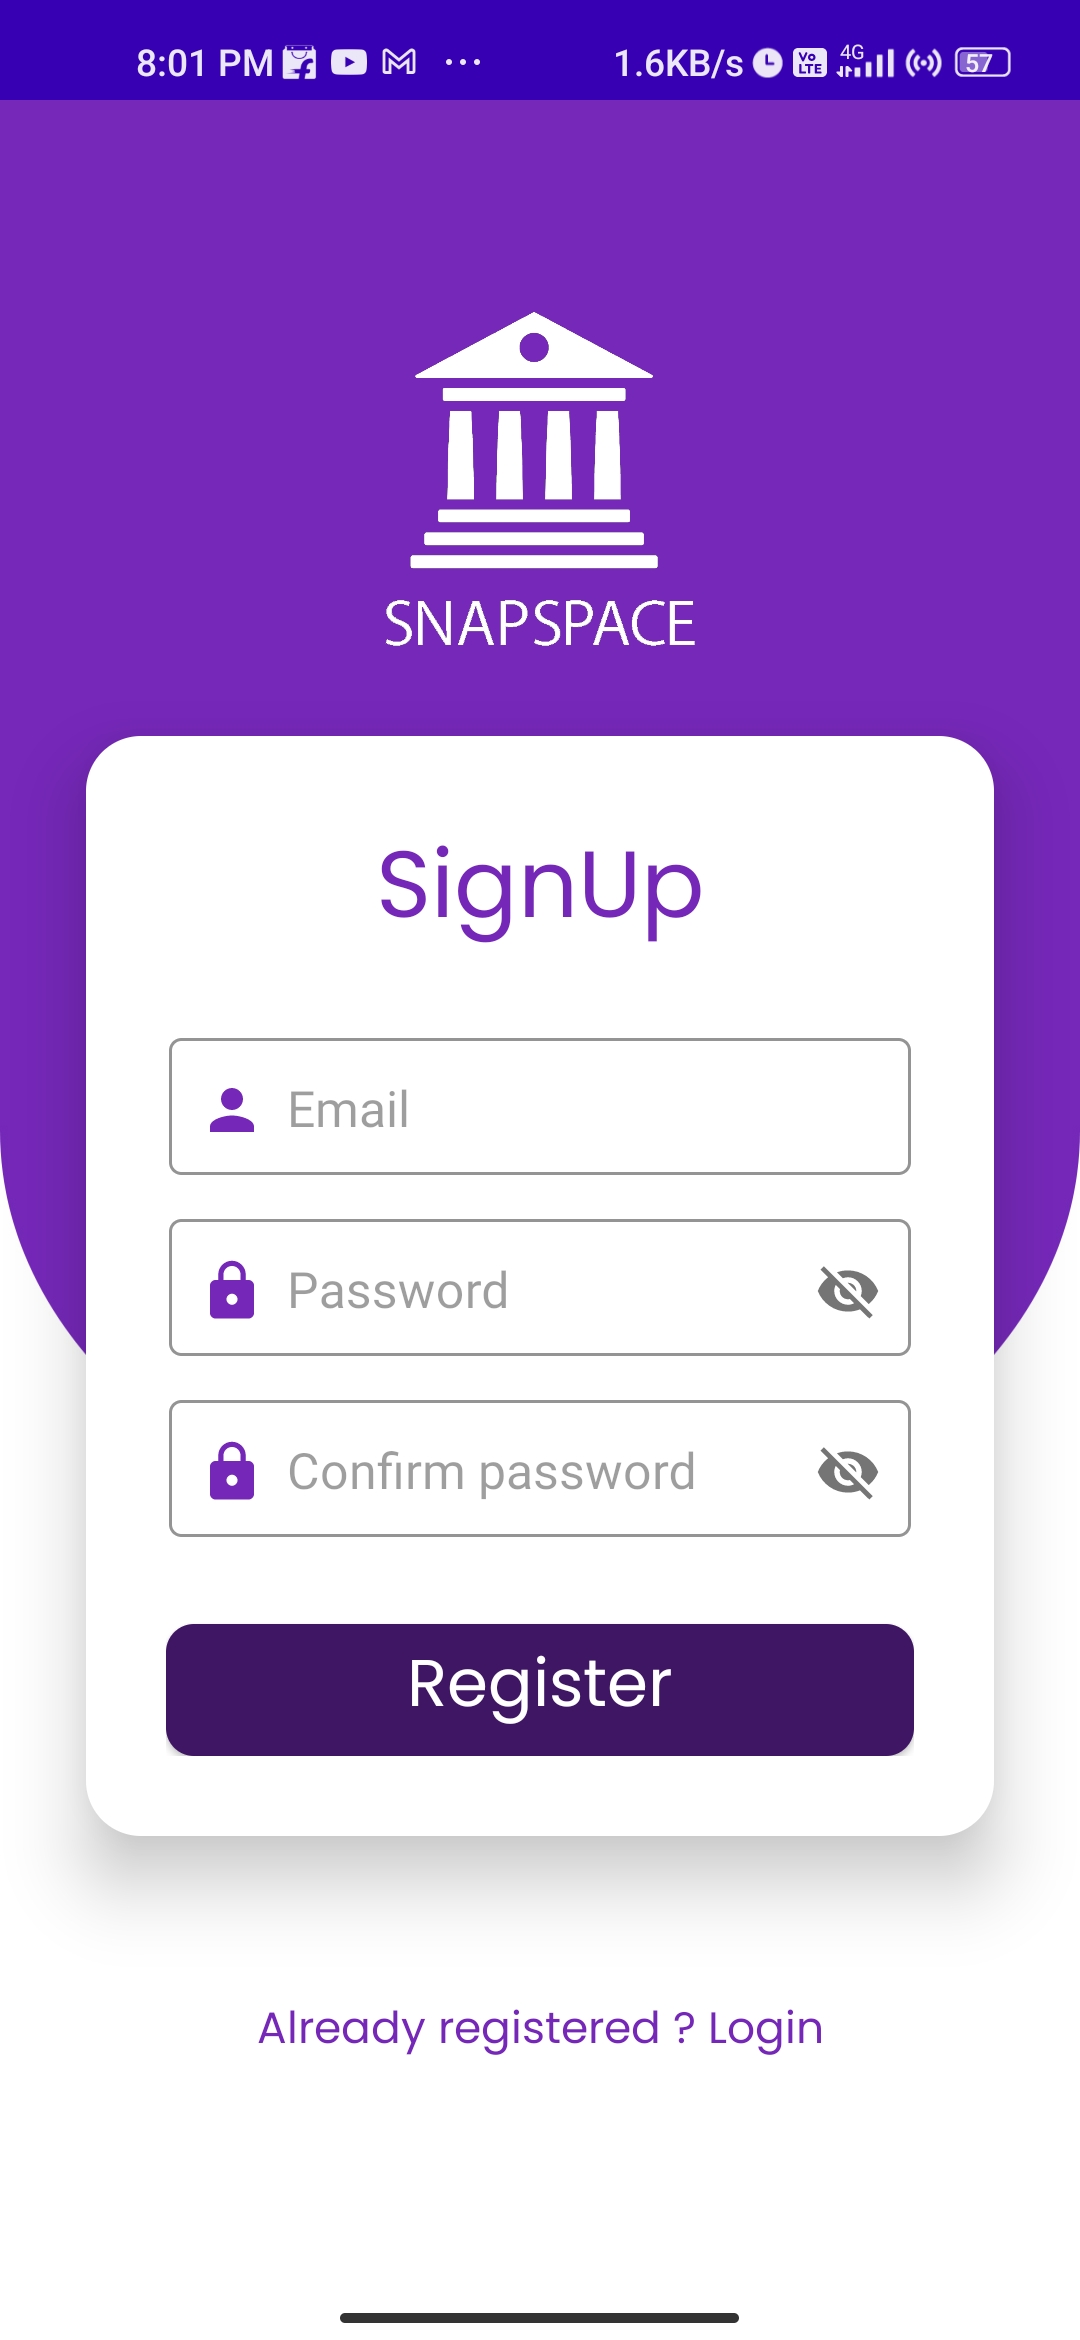 8:01 PM 1.6KB/s Vo LTE 4G 57
SNAPSPACE
SignUp
Email
Password
Confirm password
Register
Already registered ? Login